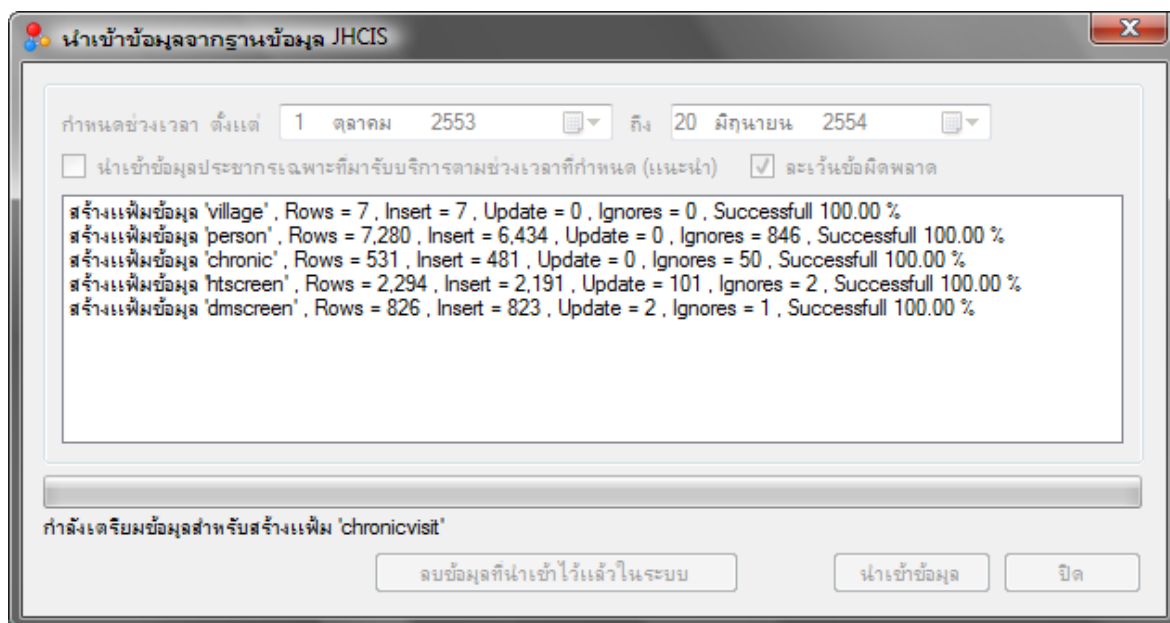 นำเข้าข้อมูลจากฐานข้อมูล JHCIS
X
กำหนดช่วงเวลา ตั้งแต่ 1 ตุลาคม 2553 ถึง 20 มิถุนายน 2554
นำเข้าข้อมูลประชากรเฉพาะที่มารับบริการตามช่วงเวลาที่กำหนด (แนะนำ) ละเว้นข้อผิดพลาด
สร้างแฟ้มข้อมูล 'village' , Rows = 7 , Insert = 7 , Update = 0 , Ignores = 0 , Successfull 100.00 %
สร้างแฟ้มข้อมูล 'person' , Rows = 7,280 , Insert = 6,434 , Update = 0 , Ignores = 846 , Successfull 100.00 %
สร้างแฟ้มข้อมูล 'chronic' , Rows = 531 , Insert = 481 , Update = 0 , Ignores = 50 , Successfull 100.00 %
สร้างแฟ้มข้อมูล 'htscreen' , Rows = 2,294 , Insert = 2,191 , Update = 101 , Ignores = 2 , Successfull 100.00 %
สร้างแฟ้มข้อมูล 'dmscreen' , Rows = 826 , Insert = 823 , Update = 2 , Ignores = 1 , Successfull 100.00 %
กำลังเตรียมข้อมูลสำหรับสร้างแฟ้ม 'chronicvisit'
ลบข้อมูลที่นำเข้าไว้แล้วในระบบ นำเข้าข้อมูล ปิด